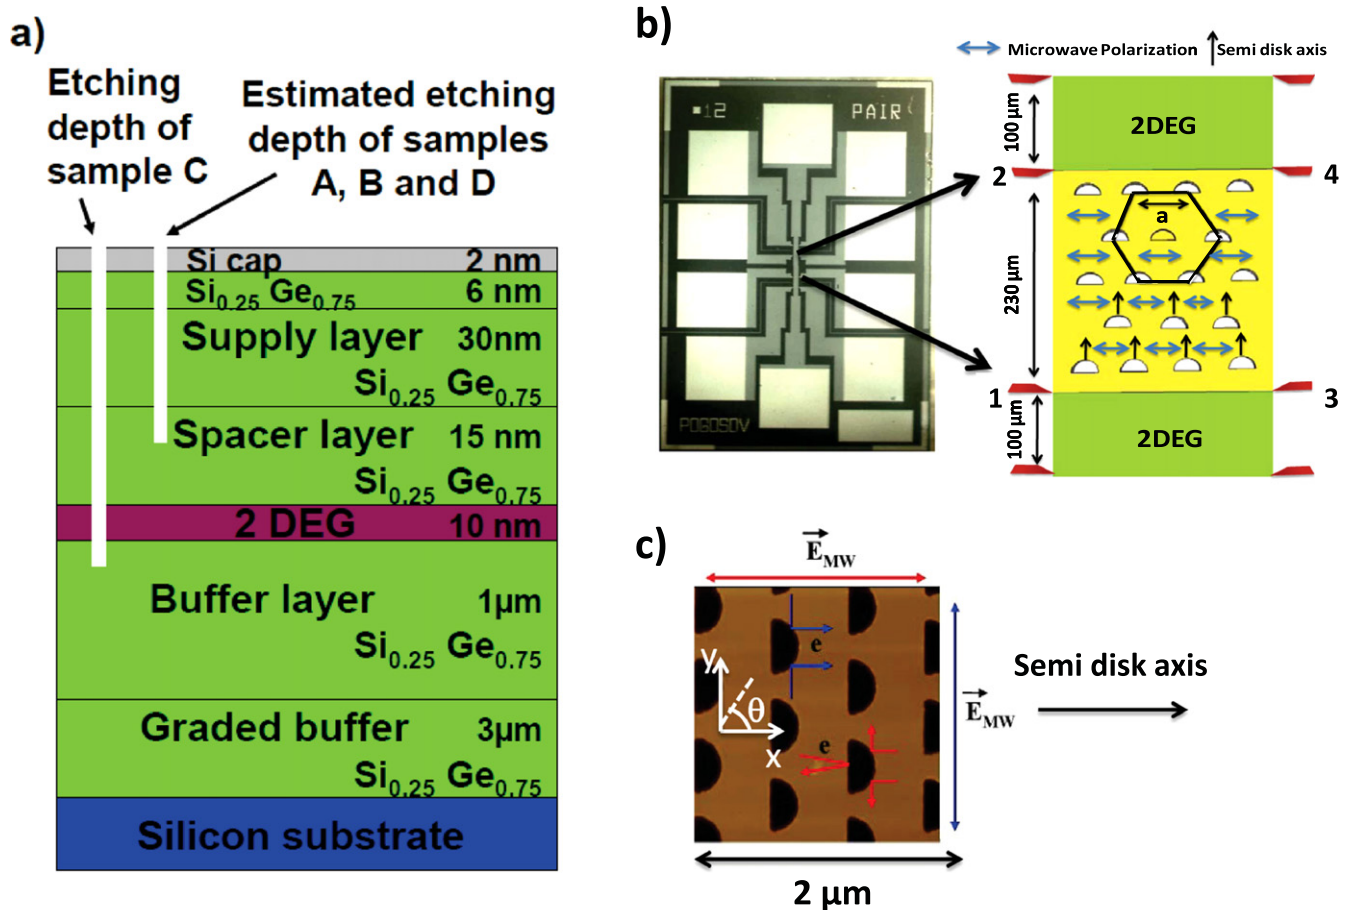 a)
Etching
depth of
sample C
Estimated etching
depth of samples
A, B and D
Si cap 2 nm
Si0.25 Ge0.75 6 nm
Supply layer 30nm
Si0.25 Ge0.75
Spacer layer 15 nm
Si0.25 Ge0.75
2 DEG 10 nm
Buffer layer 1µm
Si0.25 Ge0.75
Graded buffer 3µm
Si0.25 Ge0.75
Silicon substrate
b)
12 PAIR
POGOSOV
Microwave Polarization
Semi disk axis
100 µm
2DEG
2
4
a
230 µm
1
3
100 µm
2DEG
c)
EMW
e
y
θ
x
e
EMW
2 µm
Semi disk axis